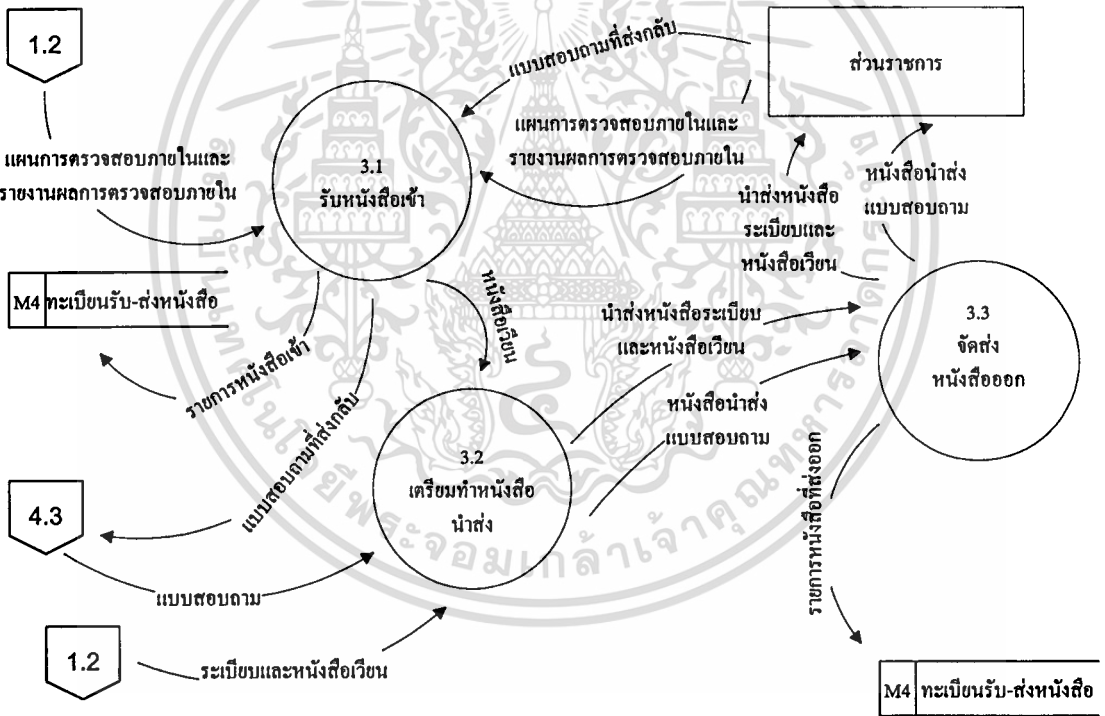 1.2
แบบสอบถามที่ส่งกลับ
ส่วนราชการ
แผนการตรวจสอบภายในและ
รายงานผลการตรวจสอบภายใน
3.1
รับหนังสือเข้า
แผนการตรวจสอบภายในและ
รายงานผลการตรวจสอบภายใน
นำส่งหนังสือ
ระเบียบและ
หนังสือเวียน
หนังสือนำส่ง
แบบสอบถาม
M4 ทะเบียนรับ-ส่งหนังสือ
รายการหนังสือเข้า
แบบสอบถามที่ส่งกลับ
หนังสือเวียน
นำส่งหนังสือระเบียบ
และหนังสือเวียน
หนังสือนำส่ง
แบบสอบถาม
3.3
จัดส่ง
หนังสือออก
3.2
เตรียมทำหนังสือ
นำส่ง
4.3
แบบสอบถาม
1.2
ระเบียบและหนังสือเวียน
รายการหนังสือที่ส่งออก
M4 ทะเบียนรับ-ส่งหนังสือ